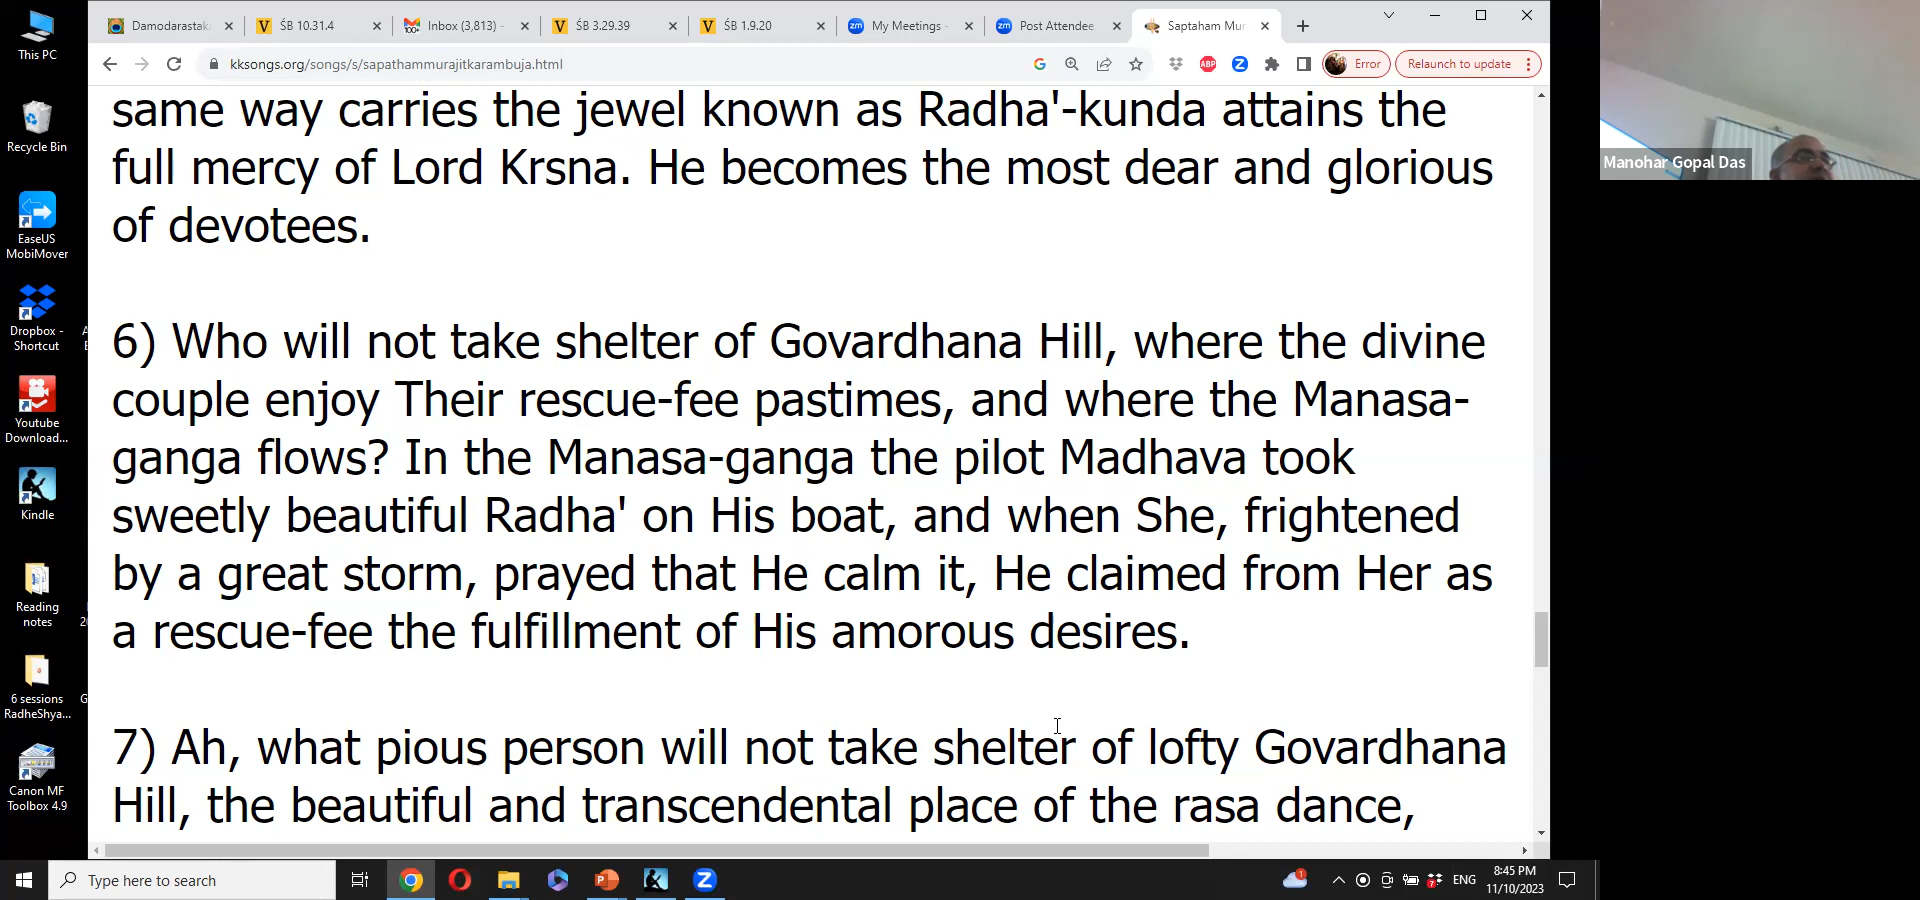 This PC
Recycle Bin
EaseUS
MobiMover
Dropbox -
Shortcut
Youtube
Download...
Kindle
Reading
notes
6 sessions
RadheShya...
Canon MF
Toolbox 4.9
Damodarastak
ŚB 10.31.4
Inbox (3,813) -
ŚB 3.29.39
ŚB 1.9.20
My Meetings -
Post Attendee
Saptaham Mur
kksongs.org/songs/s/sapathammurajitkarambuja.html
Error
Relaunch to update
same way carries the jewel known as Radha'-kunda attains the
full mercy of Lord Krsna. He becomes the most dear and glorious
of devotees.
6) Who will not take shelter of Govardhana Hill, where the divine
couple enjoy Their rescue-fee pastimes, and where the Manasa-
ganga flows? In the Manasa-ganga the pilot Madhava took
sweetly beautiful Radha' on His boat, and when She, frightened
by a great storm, prayed that He calm it, He claimed from Her as
a rescue-fee the fulfillment of His amorous desires.
7) Ah, what pious person will not take shelter of lofty Govardhana
Hill, the beautiful and transcendental place of the rasa dance,
Manohar Gopal Das
Type here to search
ENG
8:45 PM
11/10/2023